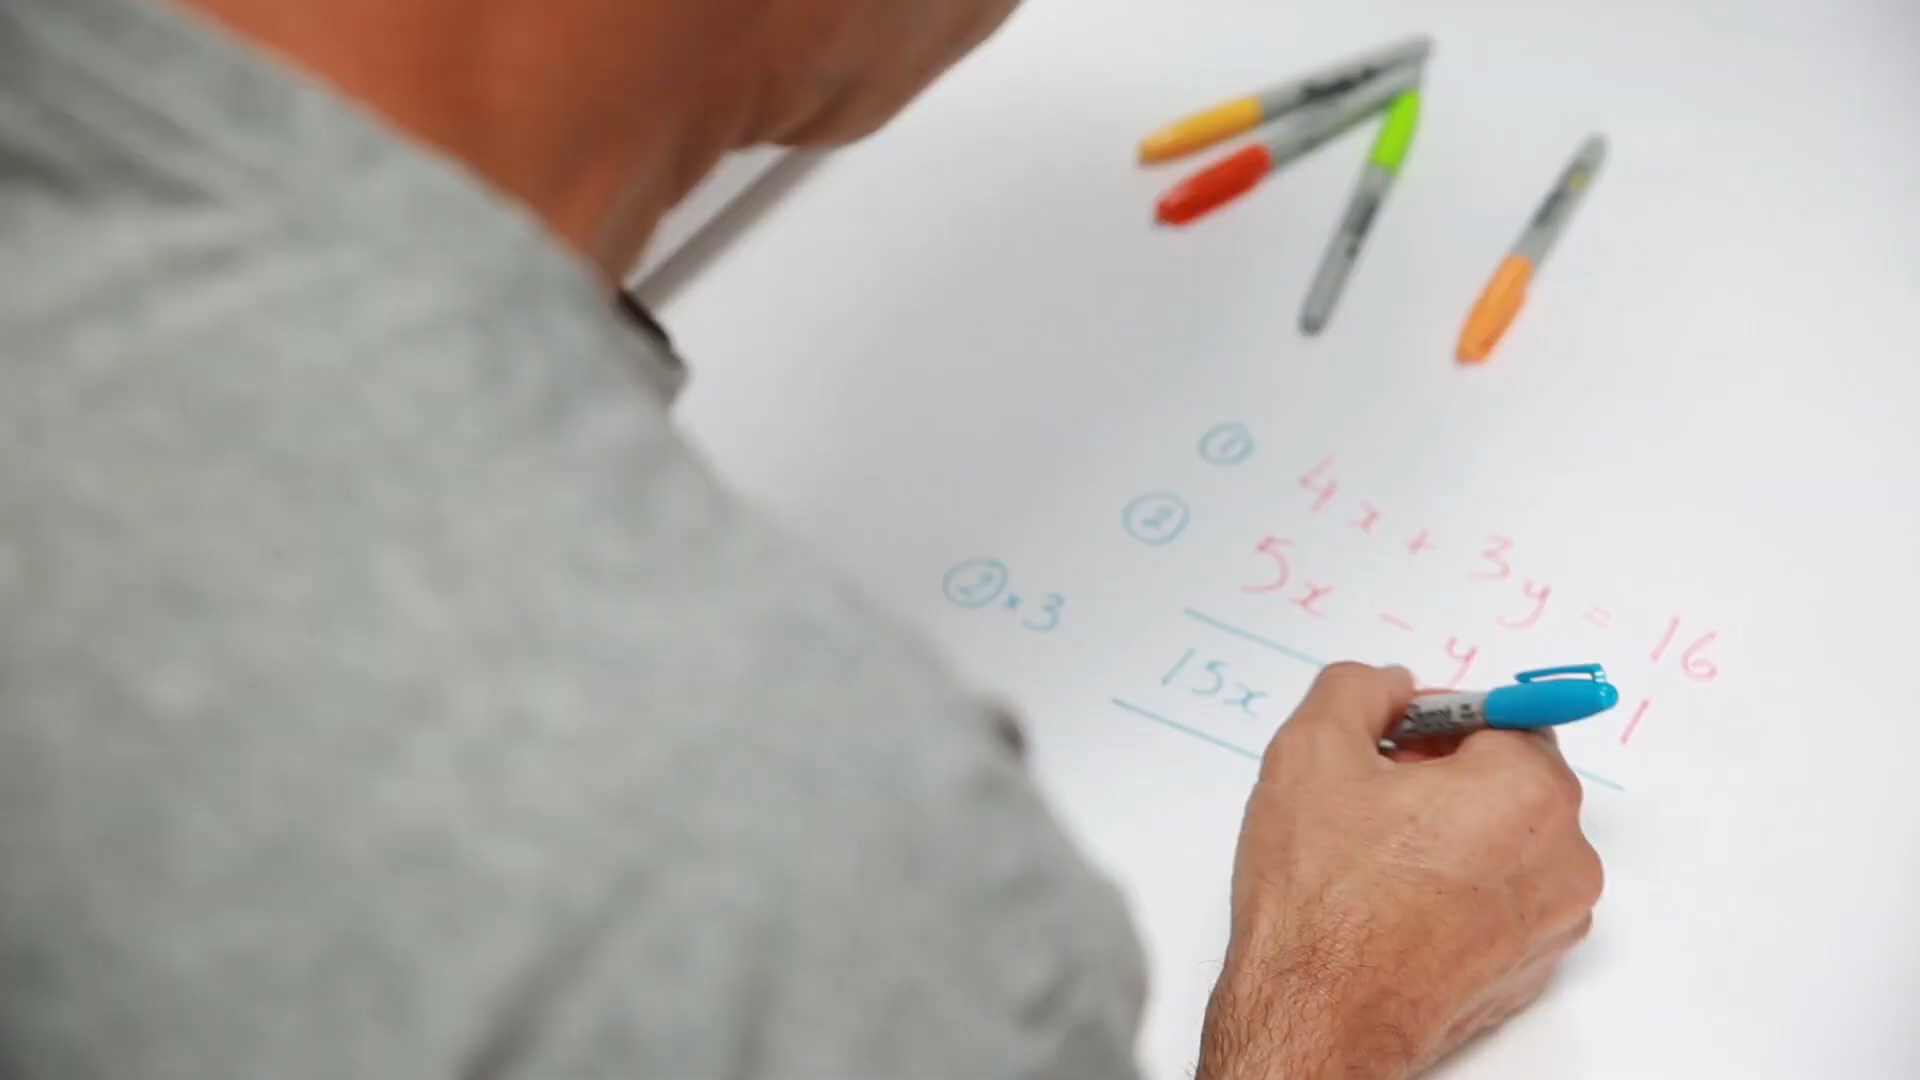 ① 4x + 3y = 16
② 5x - y 1
② × 3 15x